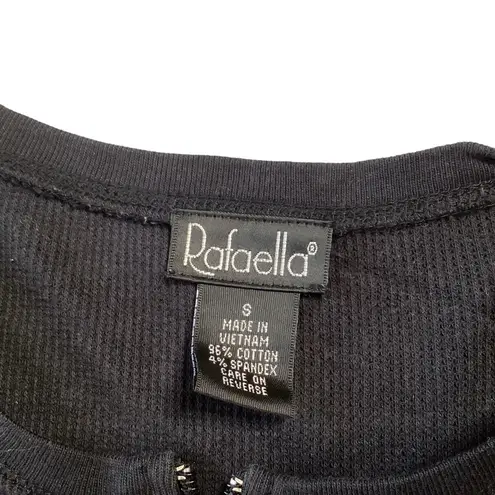 Rafaella®
S
MADE IN
VIETNAM
96% COTTON
4% SPANDEX
CARE ON
REVERSE